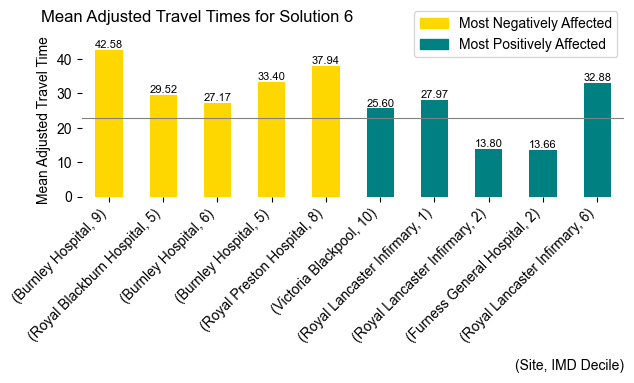 Mean Adjusted Travel Times for Solution 6
Most Negatively Affected
Most Positively Affected
Mean Adjusted Travel Time
40
30
20
10
0
42.58
29.52
27.17
33.40
37.94
25.60
27.97
13.80
13.66
32.88
(Burnley Hospital, 9)
(Royal Blackburn Hospital, 5)
(Burnley Hospital, 6)
(Burnley Hospital, 5)
(Royal Preston Hospital, 8)
(Victoria Blackpool, 10)
(Royal Lancaster Infirmary, 1)
(Royal Lancaster Infirmary, 2)
(Furness General Hospital, 2)
(Royal Lancaster Infirmary, 6)
(Site, IMD Decile)